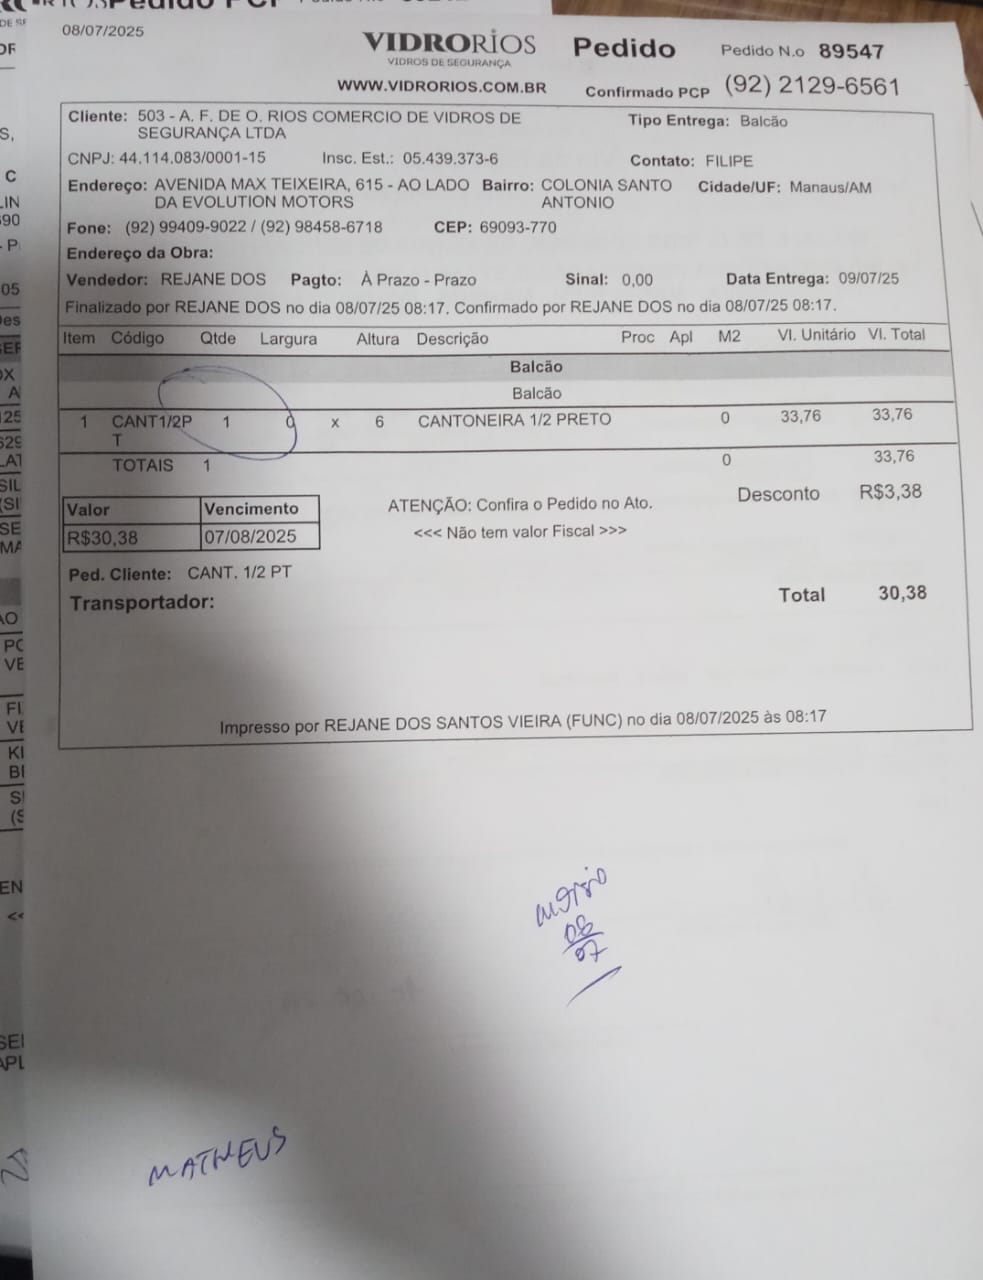 08/07/2025
VIDRORIOS
VIDROS DE SEGURANÇA
Pedido
Pedido N.o 89547
WWW.VIDRORIOS.COM.BR
Confirmado PCP (92) 2129-6561
Cliente: 503 - A. F. DE O. RIOS COMERCIO DE VIDROS DE SEGURANÇA LTDA
Tipo Entrega: Balcão
CNPJ: 44.114.083/0001-15 Insc. Est.: 05.439.373-6 Contato: FILIPE
Endereço: AVENIDA MAX TEIXEIRA, 615 - AO LADO DA EVOLUTION MOTORS
Bairro: COLONIA SANTO ANTONIO
Cidade/UF: Manaus/AM
Fone: (92) 99409-9022 / (92) 98458-6718 CEP: 69093-770
Endereço da Obra:
Vendedor: REJANE DOS Pagto: À Prazo - Prazo Sinal: 0,00 Data Entrega: 09/07/25
Finalizado por REJANE DOS no dia 08/07/25 08:17. Confirmado por REJANE DOS no dia 08/07/25 08:17.
Item Código Qtde Largura Altura Descrição Proc Apl M2 Vl. Unitário Vl. Total
Balcão
Balcão
1 CANT1/2PT 1 0 x 6 CANTONEIRA 1/2 PRETO 0 33,76 33,76
TOTAIS 1 0 33,76
Valor Vencimento
R$30,38 07/08/2025
ATENÇÃO: Confira o Pedido no Ato.
<<< Não tem valor Fiscal >>>
Desconto R$3,38
Ped. Cliente: CANT. 1/2 PT
Transportador:
Total 30,38
Impresso por REJANE DOS SANTOS VIEIRA (FUNC) no dia 08/07/2025 às 08:17
08
07
MATHEUS